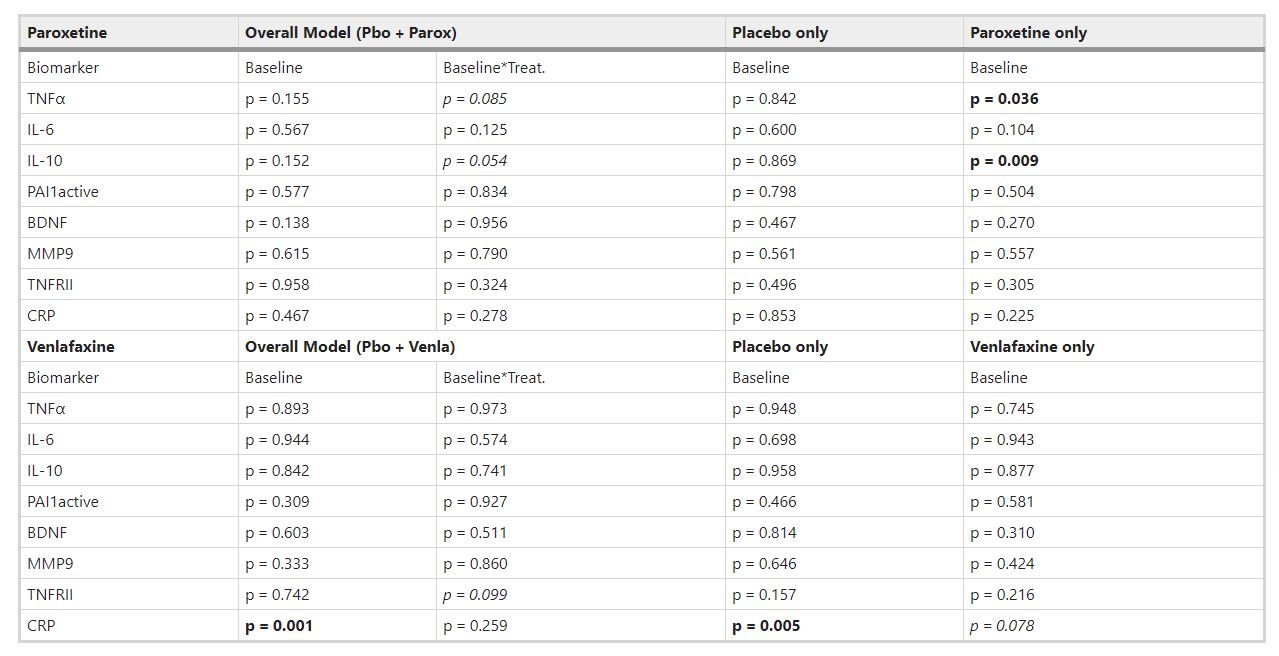 Paroxetine Overall Model (Pbo + Parox) Placebo only Paroxetine only
Biomarker Baseline Baseline*Treat. Baseline Baseline
TNFα p = 0.155 p = 0.085 p = 0.842 p = 0.036
IL-6 p = 0.567 p = 0.125 p = 0.600 p = 0.104
IL-10 p = 0.152 p = 0.054 p = 0.869 p = 0.009
PAI1active p = 0.577 p = 0.834 p = 0.798 p = 0.504
BDNF p = 0.138 p = 0.956 p = 0.467 p = 0.270
MMP9 p = 0.615 p = 0.790 p = 0.561 p = 0.557
TNFRII p = 0.958 p = 0.324 p = 0.496 p = 0.305
CRP p = 0.467 p = 0.278 p = 0.853 p = 0.225
Venlafaxine Overall Model (Pbo + Venla) Placebo only Venlafaxine only
Biomarker Baseline Baseline*Treat. Baseline Baseline
TNFα p = 0.893 p = 0.973 p = 0.948 p = 0.745
IL-6 p = 0.944 p = 0.574 p = 0.698 p = 0.943
IL-10 p = 0.842 p = 0.741 p = 0.958 p = 0.877
PAI1active p = 0.309 p = 0.927 p = 0.466 p = 0.581
BDNF p = 0.603 p = 0.511 p = 0.814 p = 0.310
MMP9 p = 0.333 p = 0.860 p = 0.646 p = 0.424
TNFRII p = 0.742 p = 0.099 p = 0.157 p = 0.216
CRP p = 0.001 p = 0.259 p = 0.005 p = 0.078